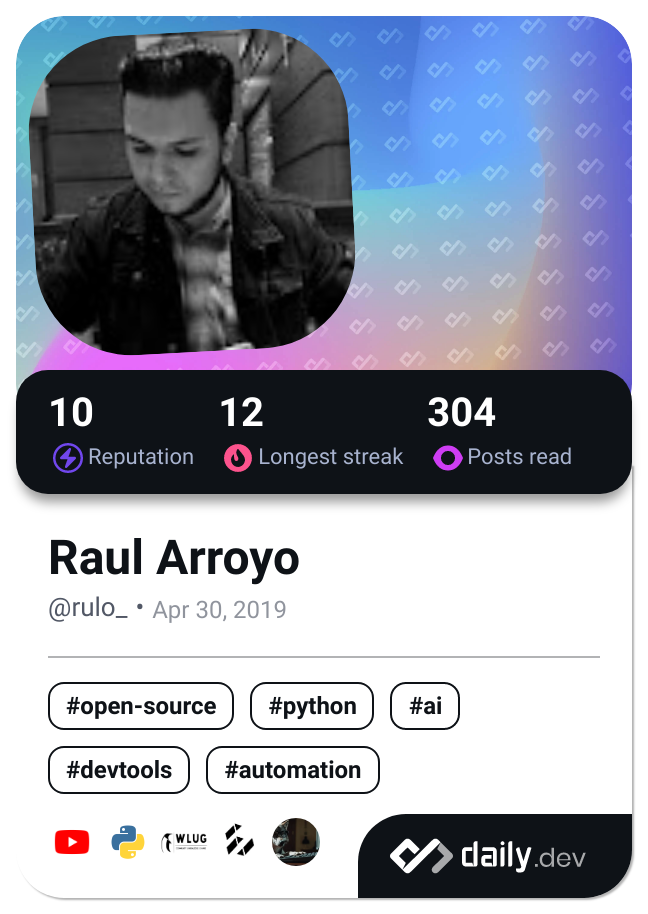 10 12 304
Reputation Longest streak Posts read
Raul Arroyo
@rulo_ • Apr 30, 2019
#open-source #python #ai
#devtools #automation
WLUG
daily.dev